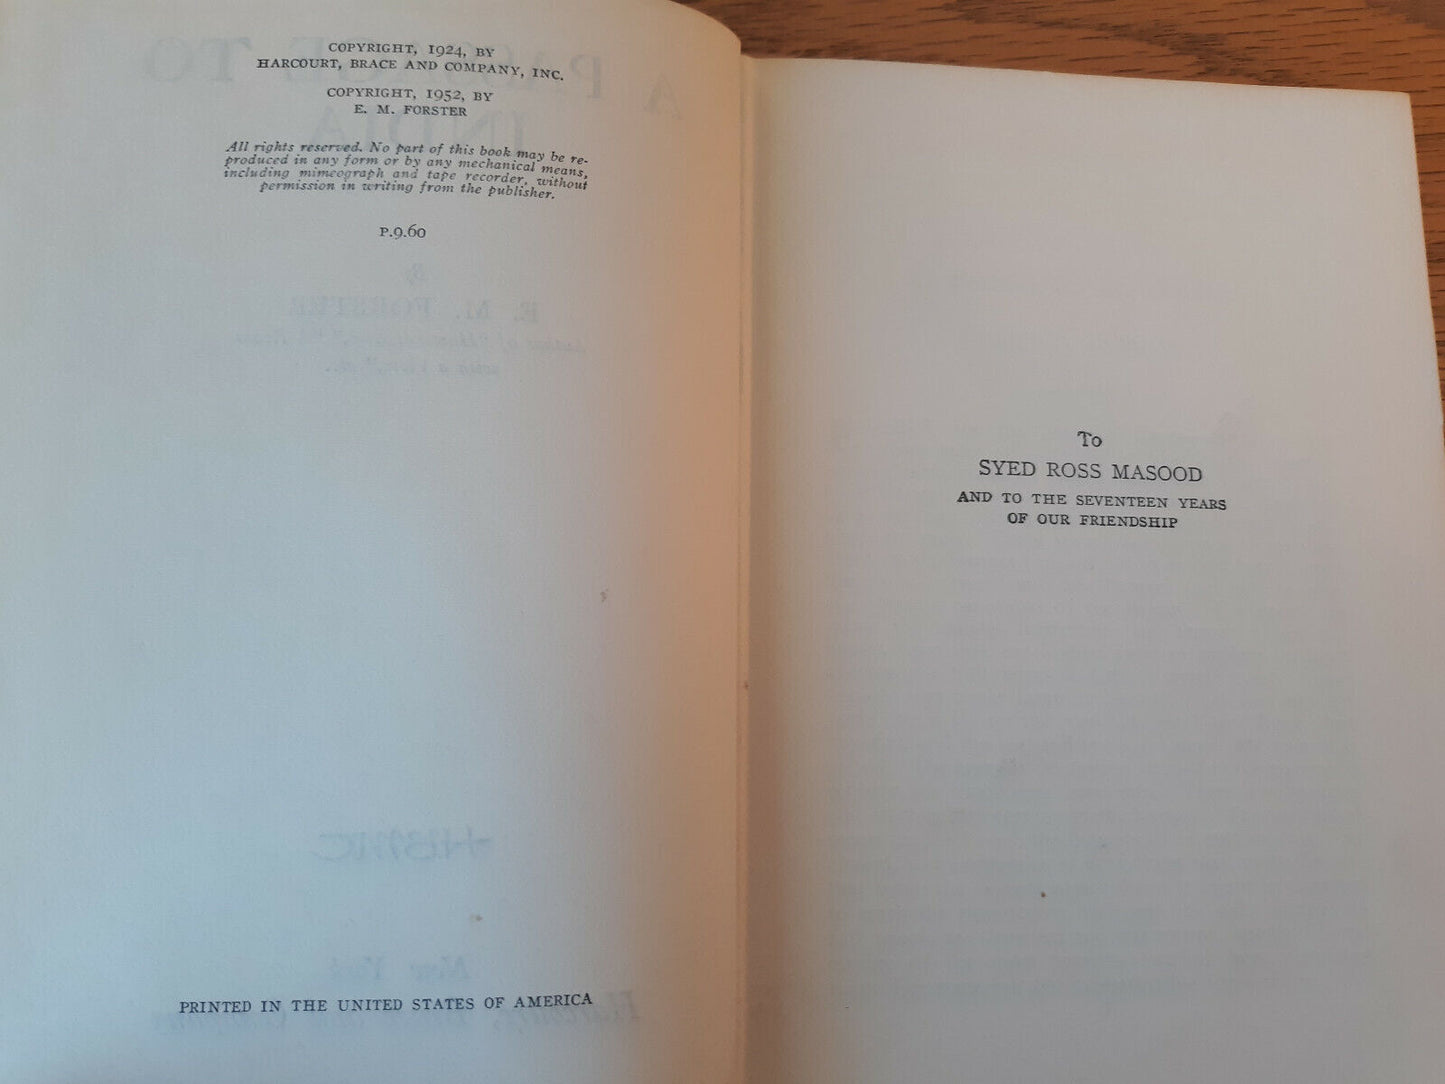 COPYRIGHT, 1924, BY
HARCOURT, BRACE AND COMPANY, INC.
COPYRIGHT, 1952, BY
E. M. FORSTER
All rights reserved. No part of this book may be re-
produced in any form or by any mechanical means,
including mimeograph and tape recorder, without
permission in writing from the publisher.
P.9.60
PRINTED IN THE UNITED STATES OF AMERICA
To
SYED ROSS MASOOD
AND TO THE SEVENTEEN YEARS
OF OUR FRIENDSHIP